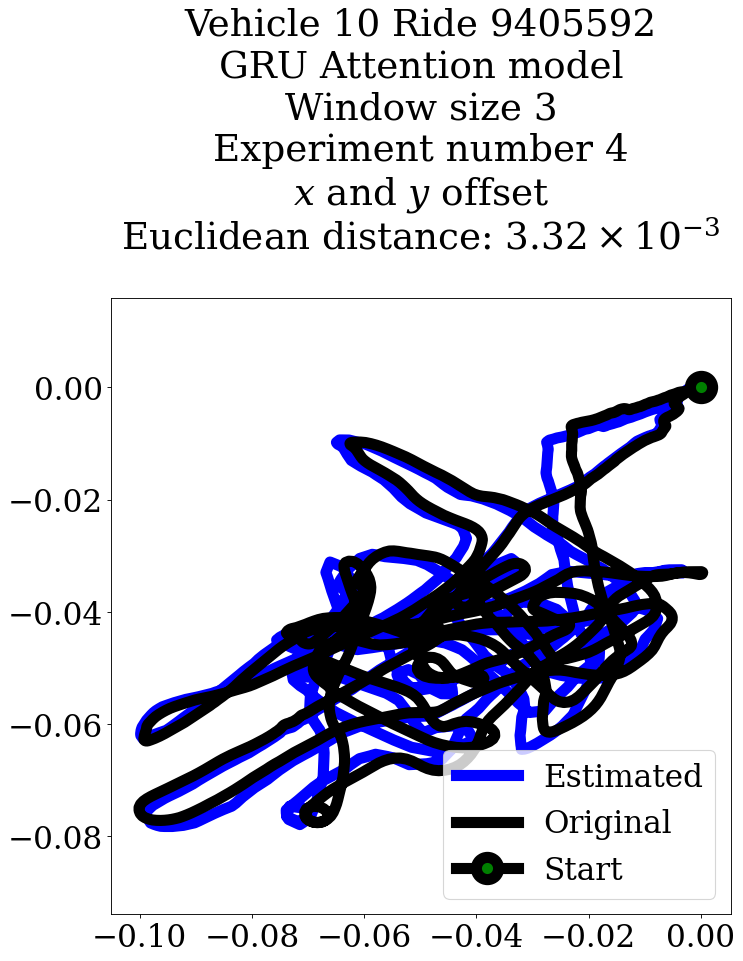 Vehicle 10 Ride 9405592
GRU Attention model
Window size 3
Experiment number 4
x and y offset
Euclidean distance: 3.32 × 10⁻³
0.00
−0.02
−0.04
−0.06
−0.08
Estimated
Original
Start
−0.10 −0.08 −0.06 −0.04 −0.02 0.00